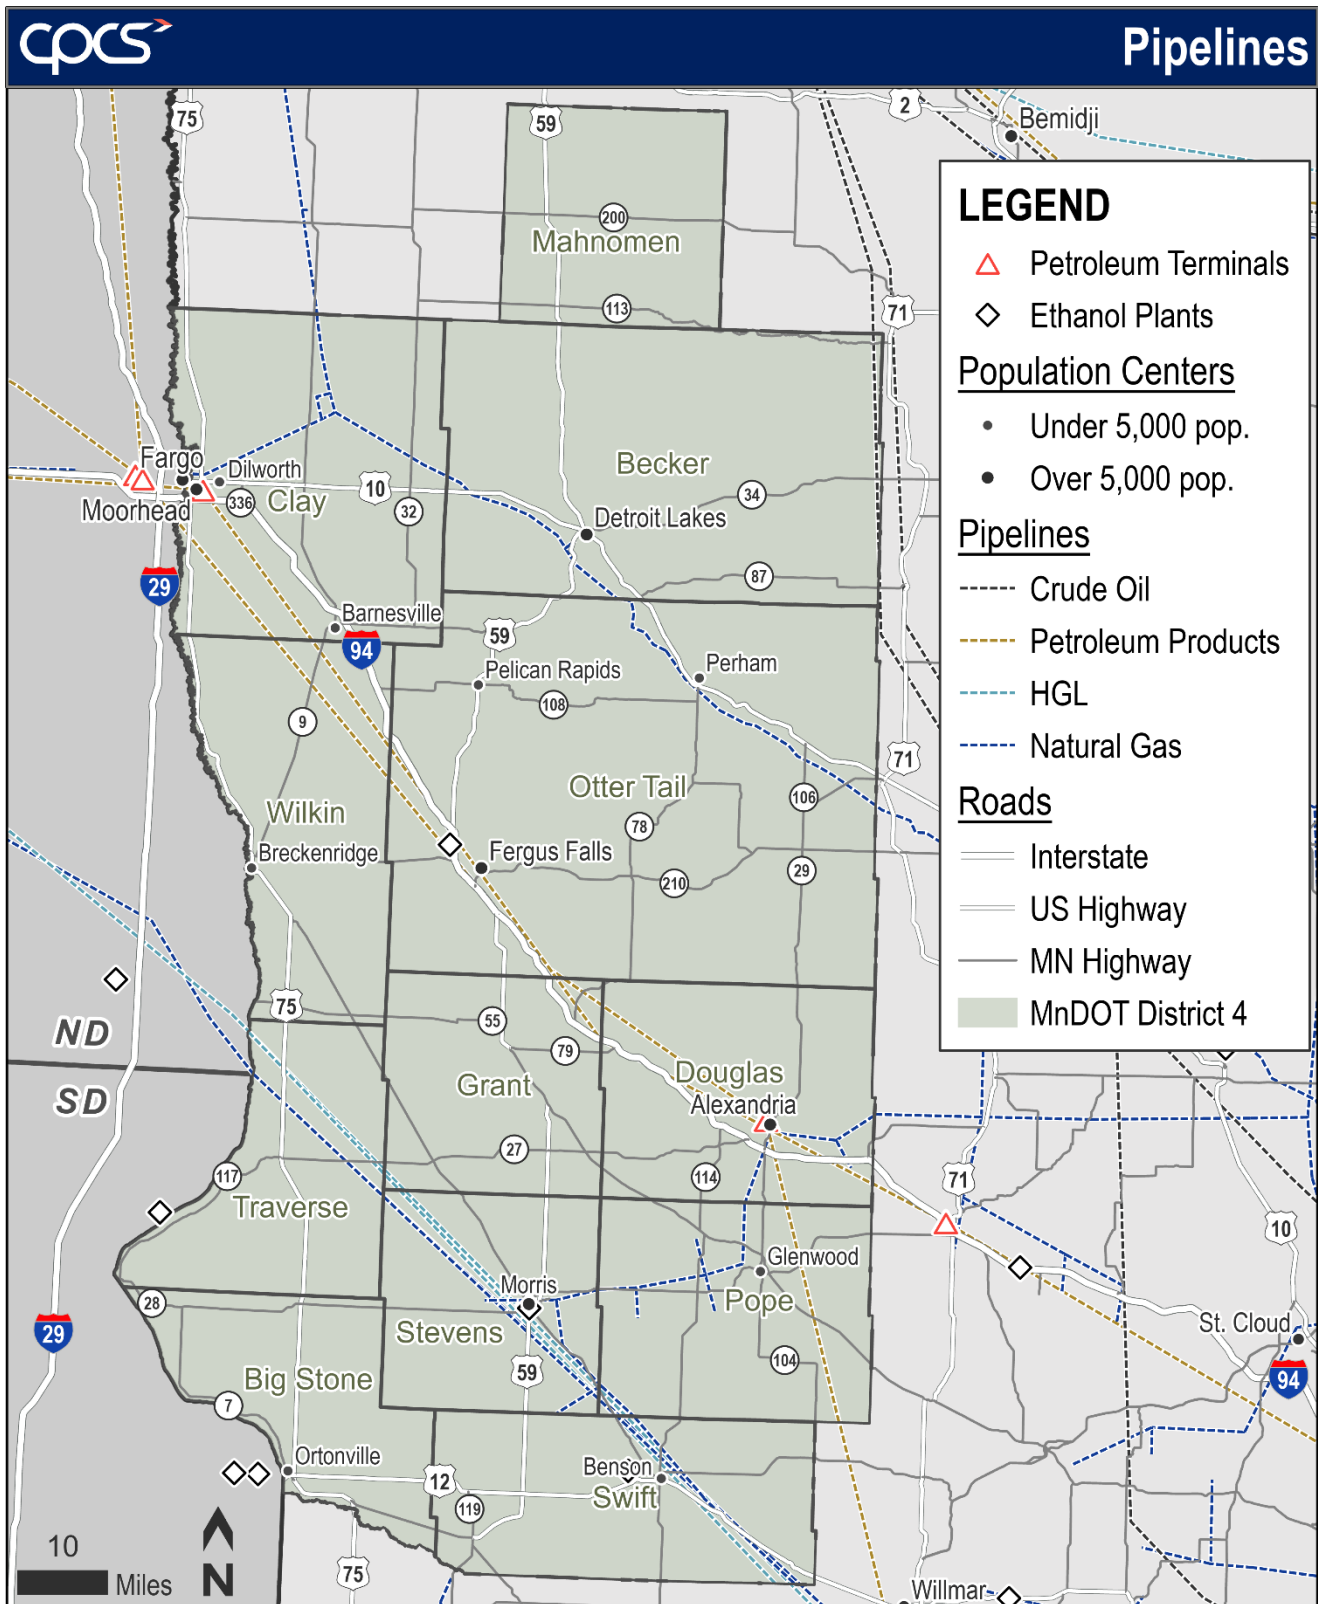 cpcs
Pipelines
75
59
2
Bemidji
LEGEND
Petroleum Terminals
Ethanol Plants
Population Centers
Under 5,000 pop.
Over 5,000 pop.
Pipelines
Crude Oil
Petroleum Products
HGL
Natural Gas
Roads
Interstate
US Highway
MN Highway
MnDOT District 4
200
Mahnomen
113
71
Fargo
Dilworth
Becker
10
34
336
Clay
32
Moorhead
Detroit Lakes
29
87
Barnesville
59
94
Pelican Rapids
Perham
108
9
71
Otter Tail
106
Wilkin
78
Breckenridge
Fergus Falls
29
210
75
55
ND
79
SD
Grant
Douglas
Alexandria
27
117
114
71
Traverse
10
Glenwood
Morris
28
Pope
29
Stevens
St. Cloud
59
104
94
Big Stone
7
Ortonville
Benson
12
Swift
119
10
Miles
N
75
Willmar